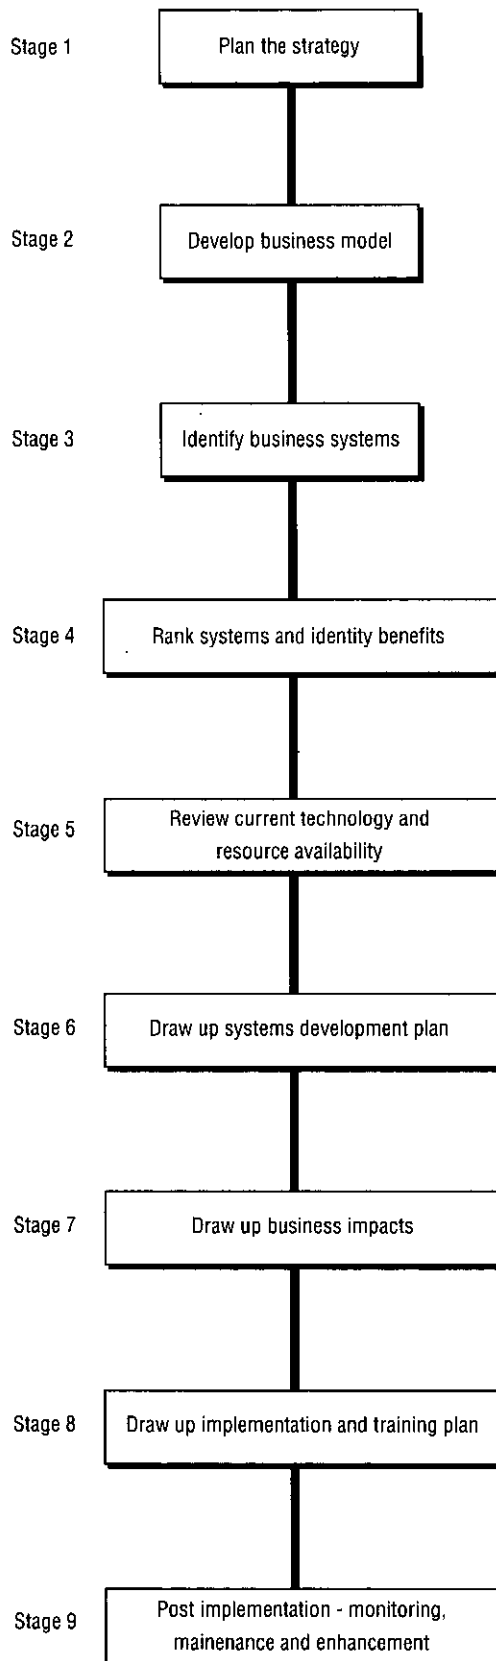 Stage 1
Plan the strategy
Stage 2
Develop business model
Stage 3
Identify business systems
Stage 4
Rank systems and identity benefits
Stage 5
Review current technology and
resource availability
Stage 6
Draw up systems development plan
Stage 7
Draw up business impacts
Stage 8
Draw up implementation and training plan
Stage 9
Post implementation - monitoring,
mainenance and enhancement